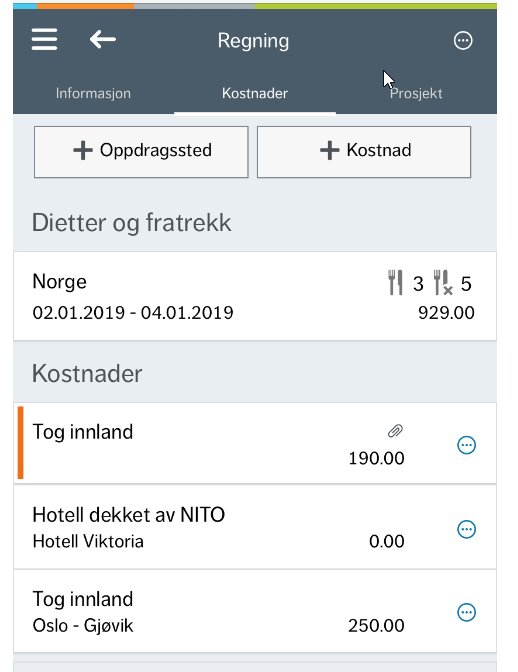 Regning
Informasjon Kostnader Prosjekt
+ Oppdragssted + Kostnad
Dietter og fratrekk
Norge 3 5
02.01.2019 - 04.01.2019 929.00
Kostnader
Tog innland
190.00
Hotell dekket av NITO
Hotell Viktoria 0.00
Tog innland
Oslo - Gjøvik 250.00